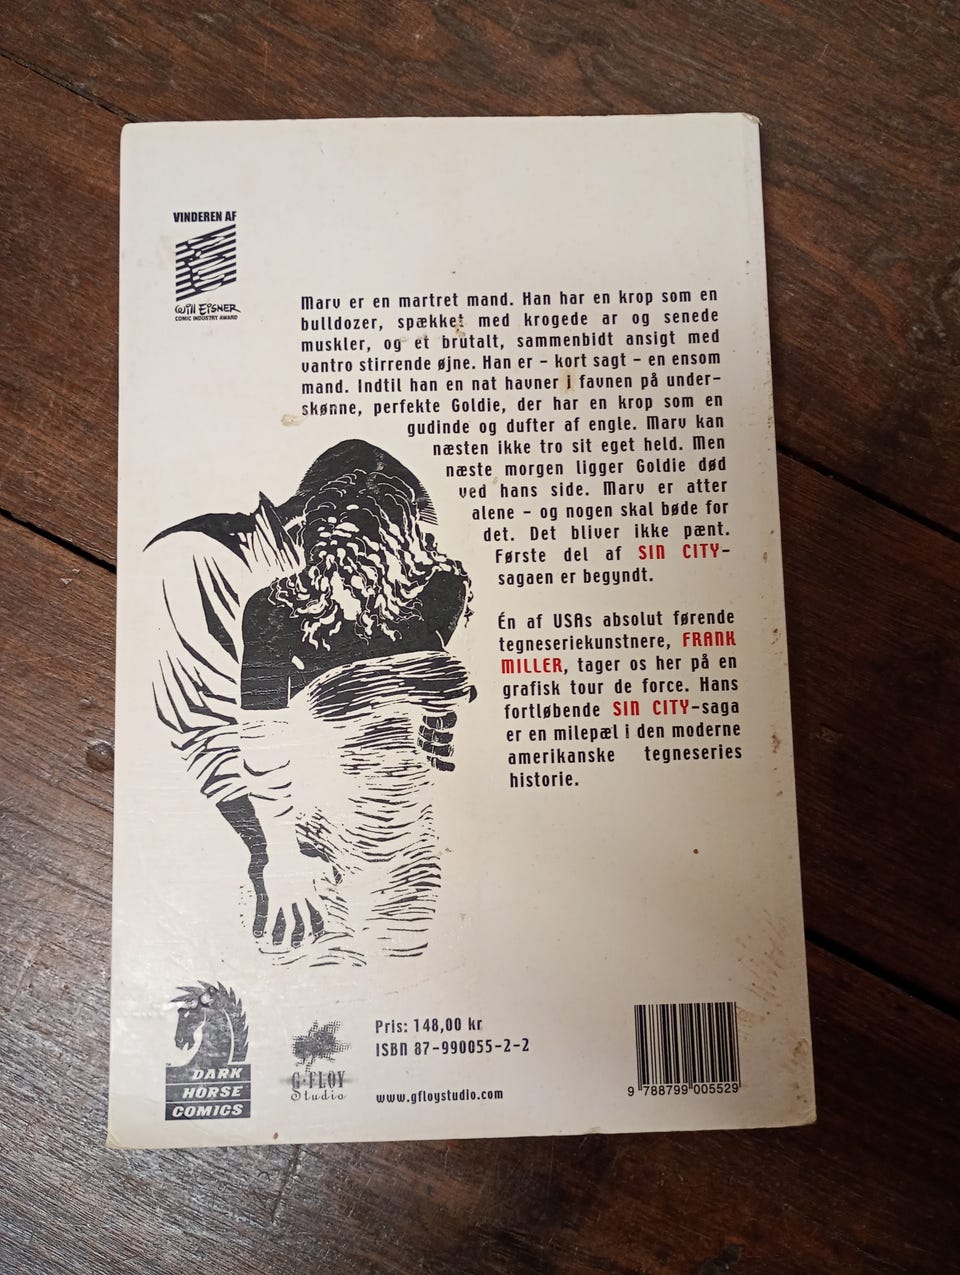 VINDEREN AF
Will EISNER
COMIC INDUSTRY AWARD
Marv er en martret mand. Han har en krop som en
bulldozer, spækket med krogede ar og senede
muskler, og et brutalt, sammenbidt ansigt med
vantro stirrende øjne. Han er – kort sagt – en ensom
mand. Indtil han en nat havner i favnen på under-
skønne, perfekte Goldie, der har en krop som en
gudinde og dufter af engle. Marv kan
næsten ikke tro sit eget held. Men
næste morgen ligger Goldie død
ved hans side. Marv er atter
alene – og nogen skal bøde for
det. Det bliver ikke pænt.
Første del af SIN CITY-
sagaen er begyndt.
Én af USAs absolut førende
tegneseriekunstnere, FRANK
MILLER, tager os her på en
grafisk tour de force. Hans
fortløbende SIN CITY-saga
er en milepæl i den moderne
amerikanske tegneseries
historie.
DARK
HORSE
COMICS
G·FLOY
Studio
Pris: 148,00 kr
ISBN 87-990055-2-2
www.gfloystudio.com
9 788799 005529